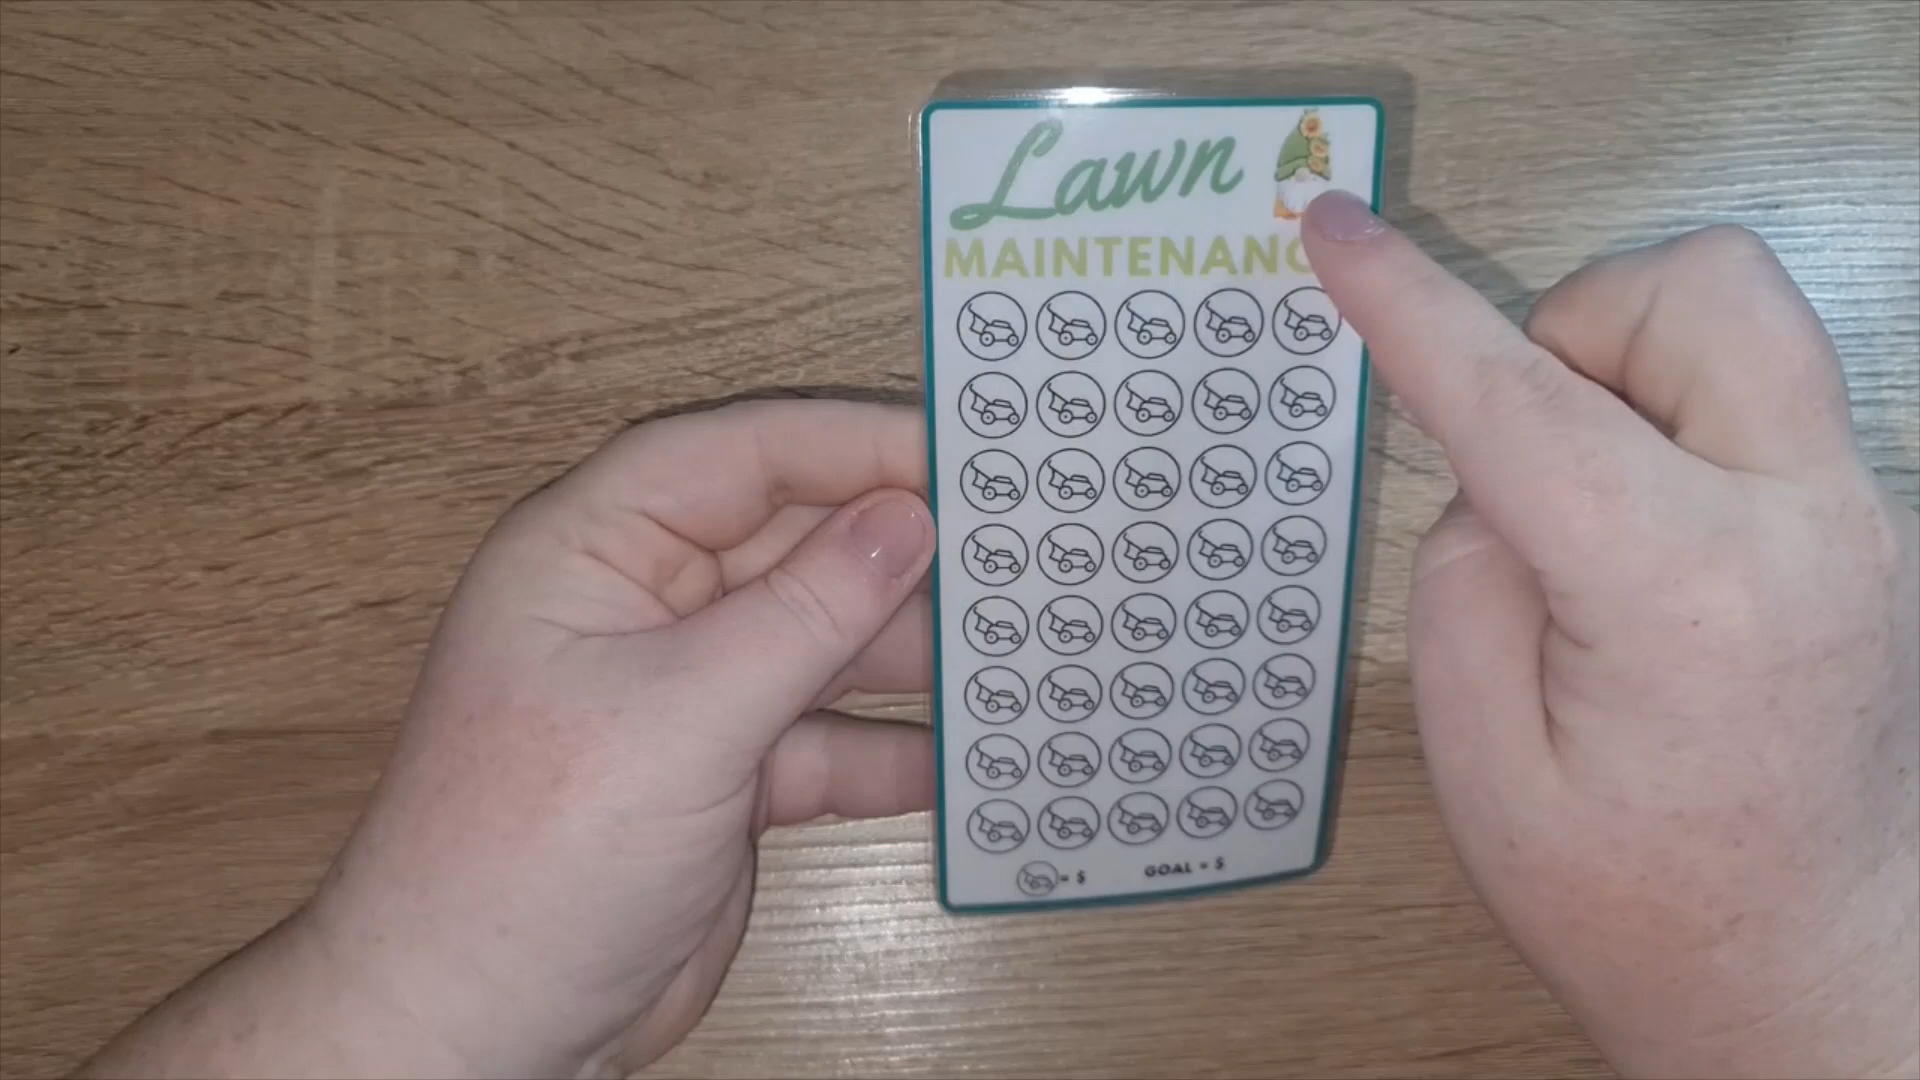 Lawn
MAINTENANC
= $ GOAL = $